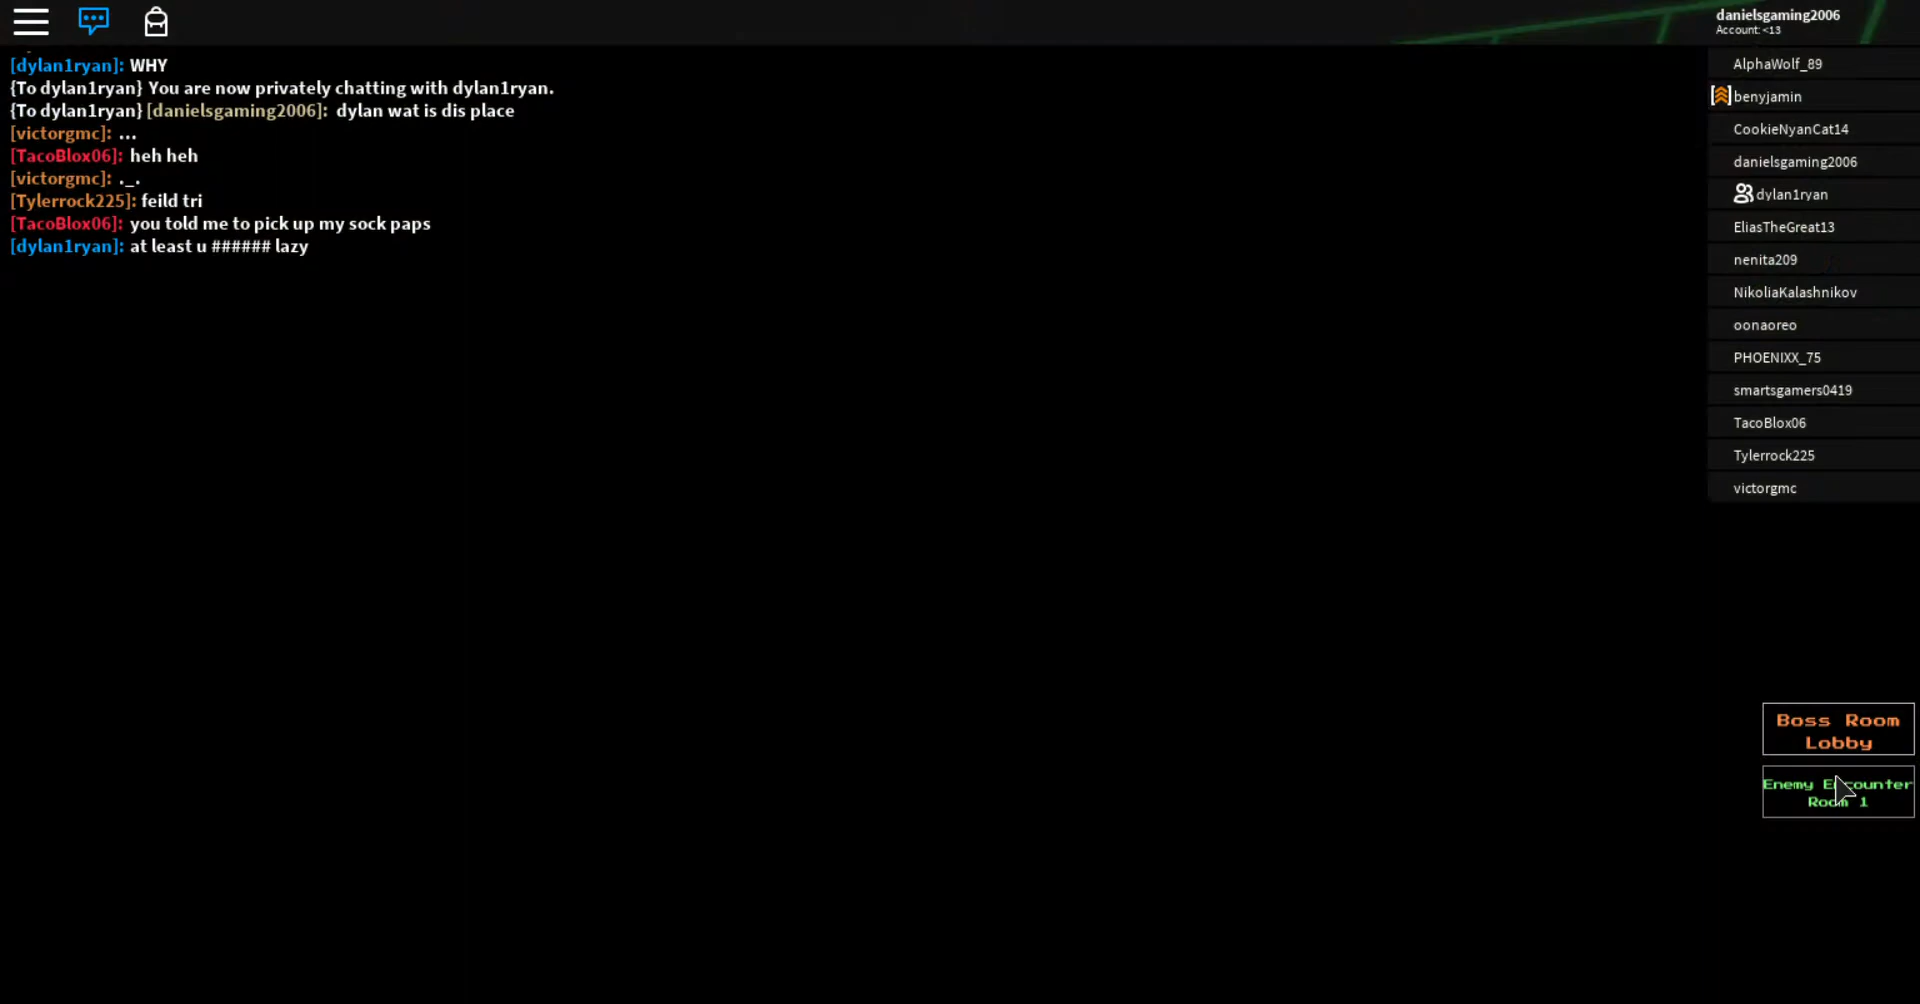 danielsgaming2006
Account: <13
[dylan1ryan]: WHY
{To dylan1ryan} You are now privately chatting with dylan1ryan.
{To dylan1ryan} [danielsgaming2006]: dylan wat is dis place
[victorgmc]: ...
[TacoBlox06]: heh heh
[victorgmc]: ._.
[Tylerrock225]: feild tri
[TacoBlox06]: you told me to pick up my sock paps
[dylan1ryan]: at least u ###### lazy
AlphaWolf_89
benyjamin
CookieNyanCat14
danielsgaming2006
dylan1ryan
EliasTheGreat13
nenita209
NikoliaKalashnikov
oonaoreo
PHOENIXX_75
smartsgamers0419
TacoBlox06
Tylerrock225
victorgmc
Boss Room
Lobby
Enemy Encounter
Room 1